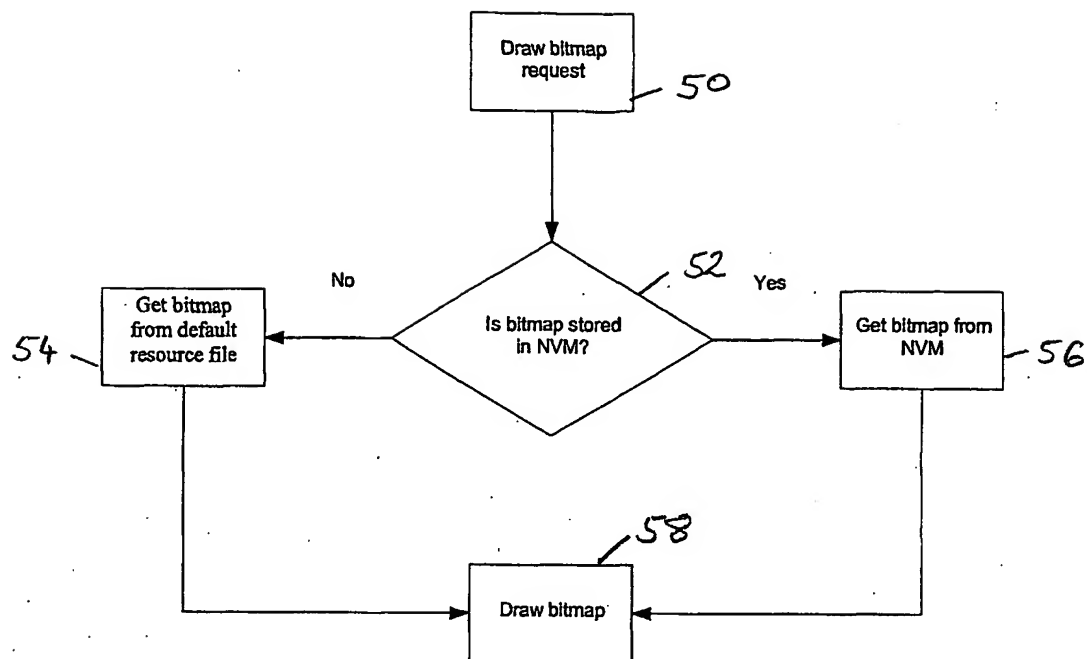 Draw bitmap
request
50
52
No
Yes
Get bitmap
from default
resource file
54
Is bitmap stored
in NVM?
Get bitmap from
NVM
56
58
Draw bitmap